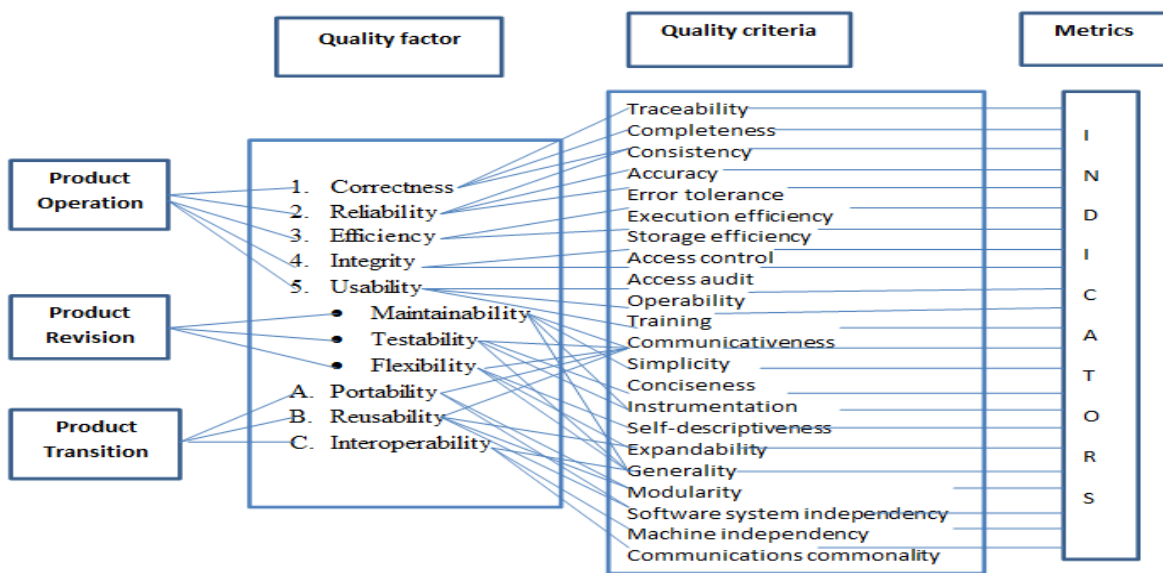 Quality factor
Quality criteria
Metrics
Product
Operation
Product
Revision
Product
Transition
1. Correctness
2. Reliability
3. Efficiency
4. Integrity
5. Usability
• Maintainability
• Testability
• Flexibility
A. Portability
B. Reusability
C. Interoperability
Traceability
Completeness
Consistency
Accuracy
Error tolerance
Execution efficiency
Storage efficiency
Access control
Access audit
Operability
Training
Communicativeness
Simplicity
Conciseness
Instrumentation
Self-descriptiveness
Expandability
Generality
Modularity
Software system independency
Machine independency
Communications commonality
I
N
D
I
C
A
T
O
R
S